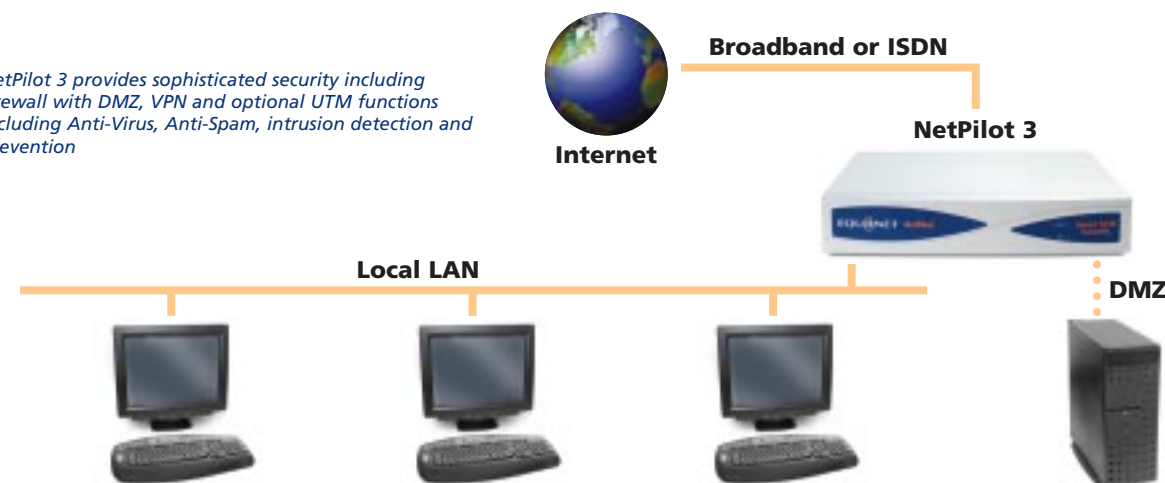 etPilot 3 provides sophisticated security including
rewall with DMZ, VPN and optional UTM functions
cluding Anti-Virus, Anti-Spam, intrusion detection and
evention
Broadband or ISDN
Internet
NetPilot 3
Local LAN
DMZ